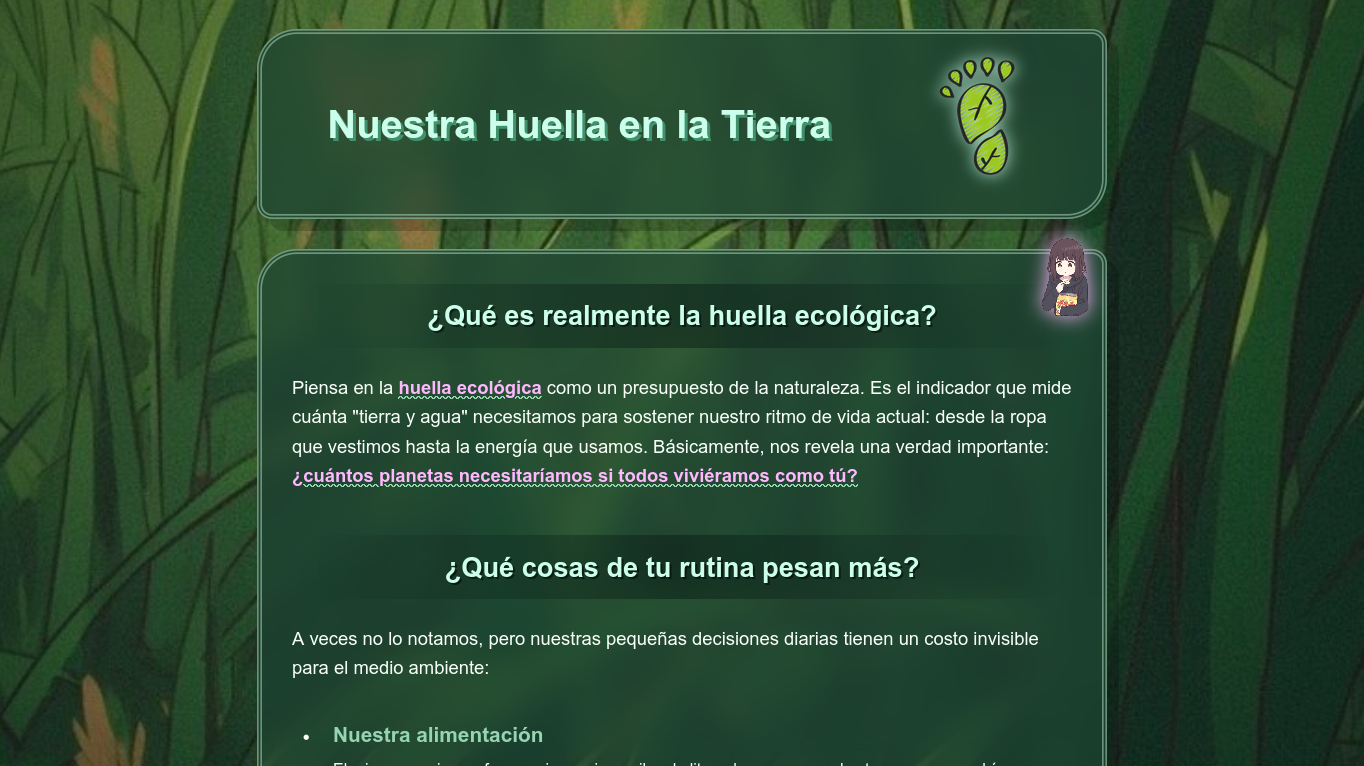 Nuestra Huella en la Tierra
¿Qué es realmente la huella ecológica?
Piensa en la huella ecológica como un presupuesto de la naturaleza. Es el indicador que mide
cuánta "tierra y agua" necesitamos para sostener nuestro ritmo de vida actual: desde la ropa
que vestimos hasta la energía que usamos. Básicamente, nos revela una verdad importante:
¿cuántos planetas necesitaríamos si todos viviéramos como tú?
¿Qué cosas de tu rutina pesan más?
A veces no lo notamos, pero nuestras pequeñas decisiones diarias tienen un costo invisible
para el medio ambiente:
• Nuestra alimentación